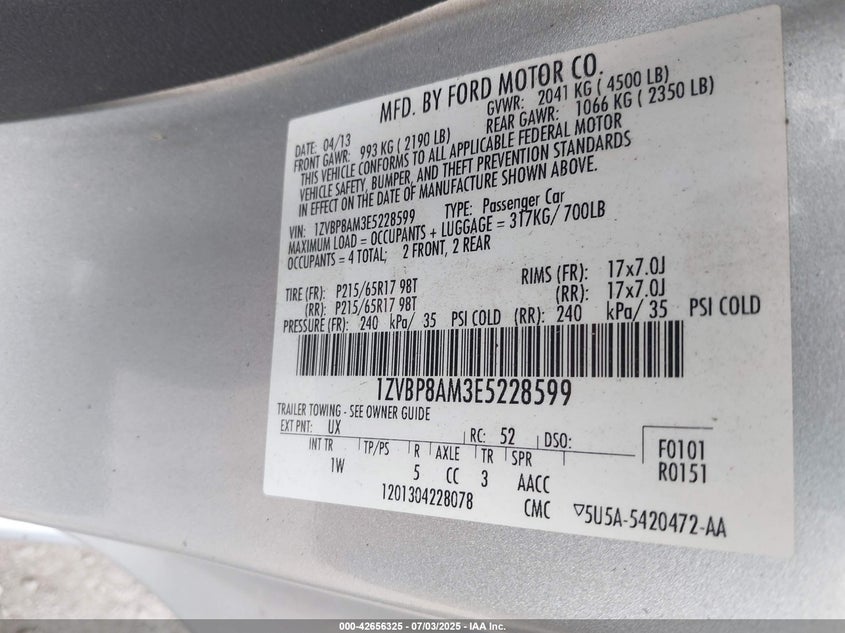 MFD. BY FORD MOTOR CO.
DATE: 04/13 GVWR: 2041 KG ( 4500 LB)
FRONT GAWR: 993 KG ( 2190 LB) REAR GAWR: 1066 KG ( 2350 LB)
THIS VEHICLE CONFORMS TO ALL APPLICABLE FEDERAL MOTOR
VEHICLE SAFETY, BUMPER, AND THEFT PREVENTION STANDARDS
IN EFFECT ON THE DATE OF MANUFACTURE SHOWN ABOVE.
VIN: 1ZVBP8AM3E5228599 TYPE: Passenger Car
MAXIMUM LOAD = OCCUPANTS + LUGGAGE = 317KG/ 700LB
OCCUPANTS = 4 TOTAL; 2 FRONT, 2 REAR
TIRE (FR): P215/65R17 98T RIMS (FR): 17x7.0J
(RR): P215/65R17 98T (RR): 17x7.0J
PRESSURE (FR): 240 kPa/ 35 PSI COLD (RR): 240 kPa/ 35 PSI COLD
1ZVBP8AM3E5228599
TRAILER TOWING - SEE OWNER GUIDE
EXT PNT: UX RC: 52 DSO:
INT TR TP/PS R AXLE TR SPR F0101
1W 5 CC 3 AACC R0151
1201304228078 CMC ▽5U5A-5420472-AA
000-42656325 - 07/03/2025 - IAA Inc.